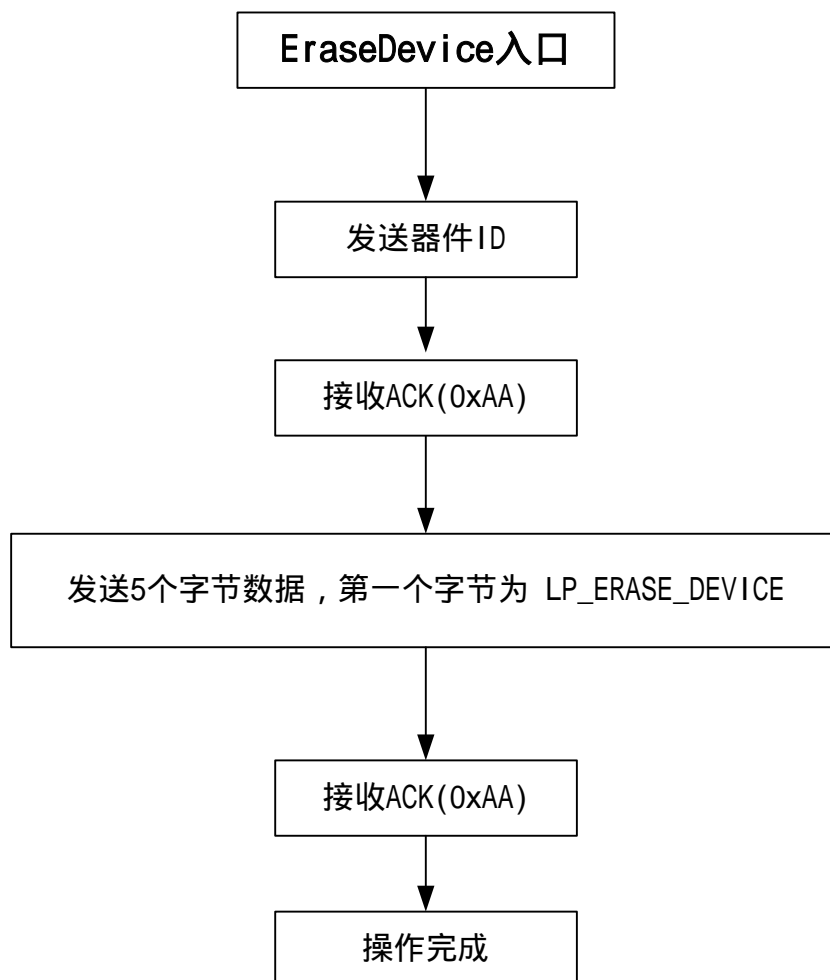 EraseDevice入口
发送器件ID
接收ACK(0xAA)
发送5个字节数据，第一个字节为 LP_ERASE_DEVICE
接收ACK(0xAA)
操作完成